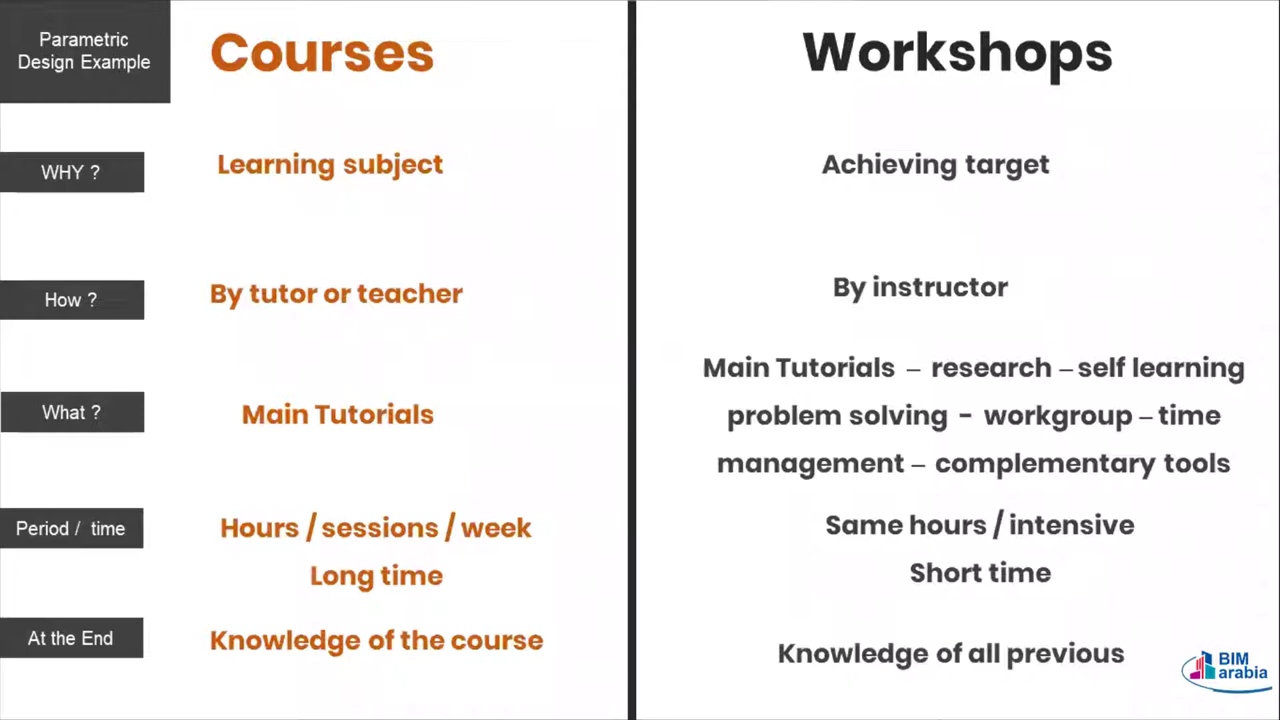 Parametric
Design Example
Courses
Workshops
WHY ?
Learning subject
Achieving target
How ?
By tutor or teacher
By instructor
What ?
Main Tutorials
Main Tutorials – research – self learning
problem solving - workgroup – time
management – complementary tools
Period / time
Hours / sessions / week
Long time
Same hours / intensive
Short time
At the End
Knowledge of the course
Knowledge of all previous
BIM
arabia